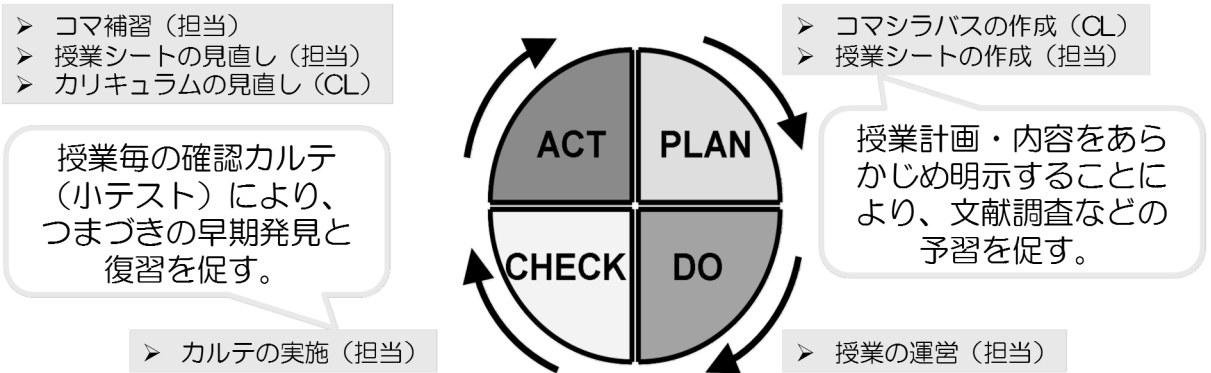 ➢ コマ補習（担当）
➢ 授業シートの見直し（担当）
➢ カリキュラムの見直し（CL）
授業毎の確認カルテ
（小テスト）により、
つまづきの早期発見と
復習を促す。
➢ カルテの実施（担当）
ACT
PLAN
CHECK
DO
➢ コマシラバスの作成（CL）
➢ 授業シートの作成（担当）
授業計画・内容をあら
かじめ明示することに
より、文献調査などの
予習を促す。
➢ 授業の運営（担当）